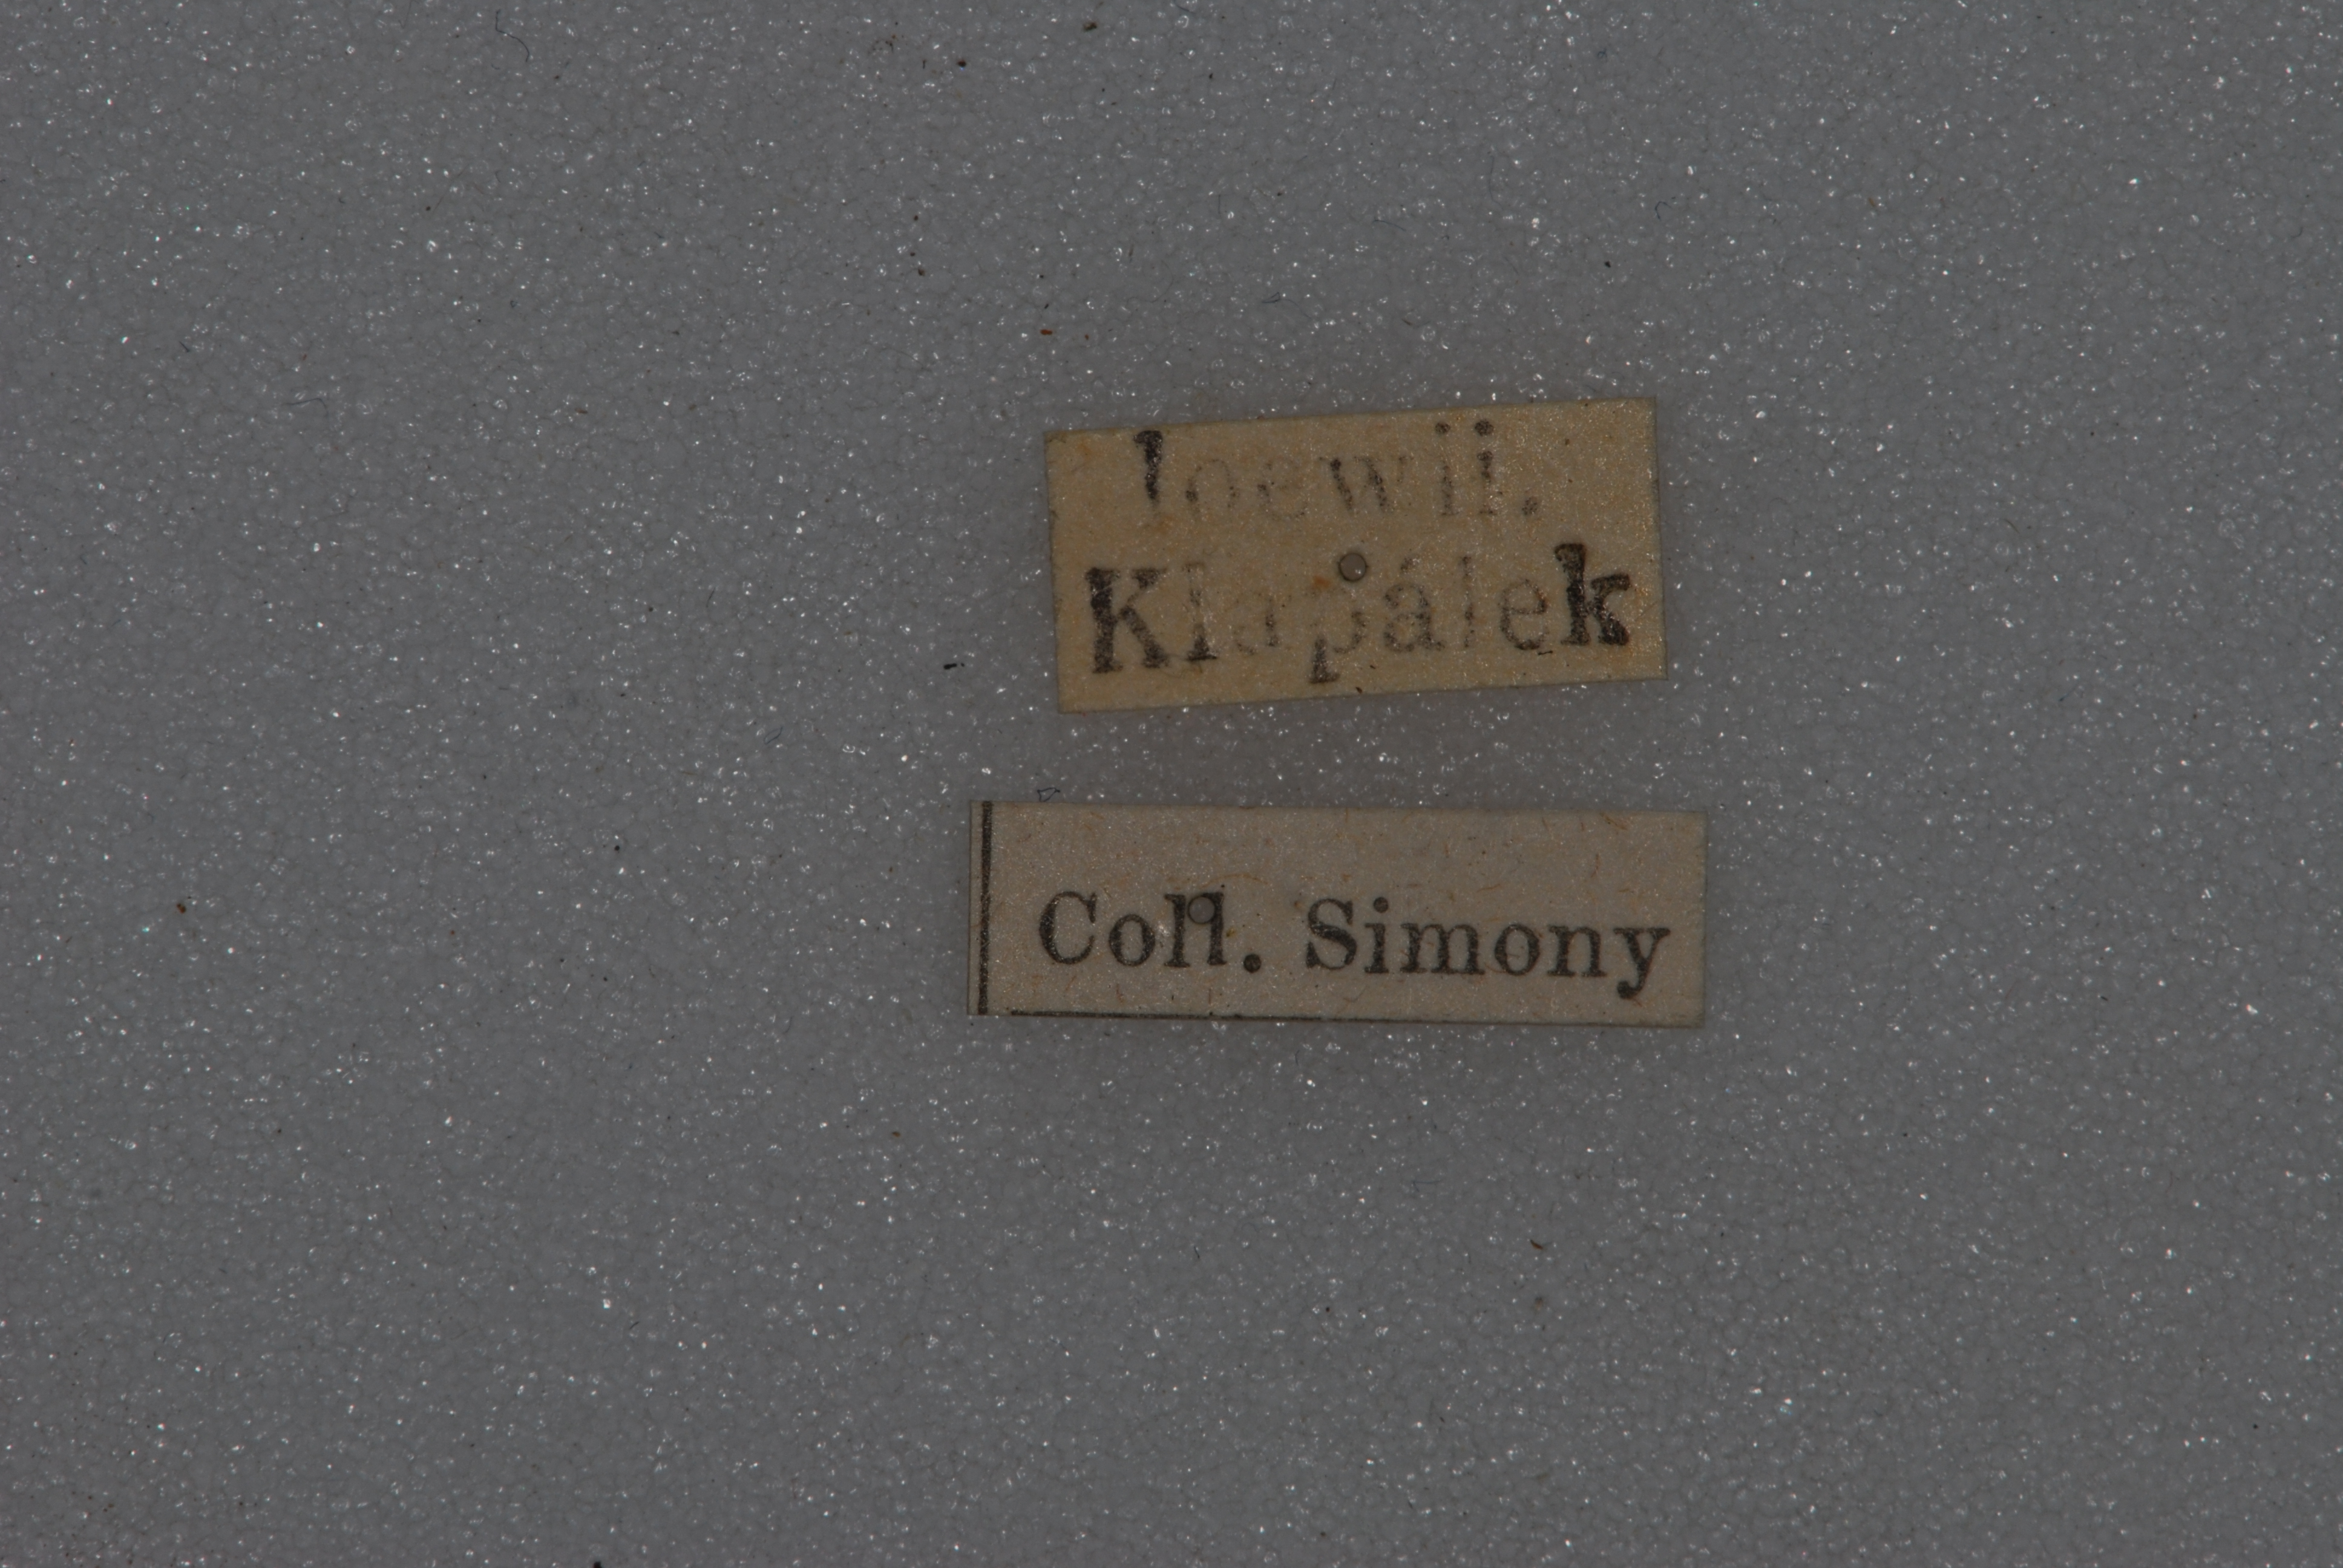 loewii.
Klapálek
Coll. Simony